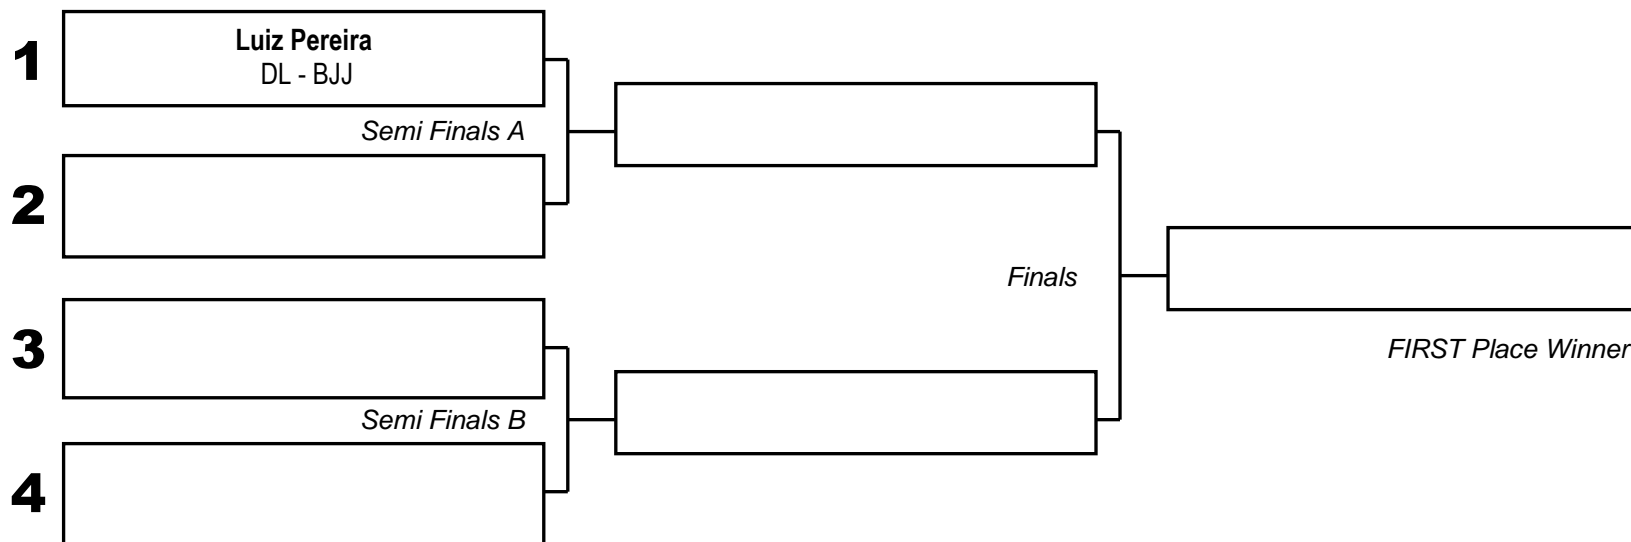 1
Luiz Pereira
DL - BJJ
Semi Finals A
2
Finals
3
FIRST Place Winner
Semi Finals B
4